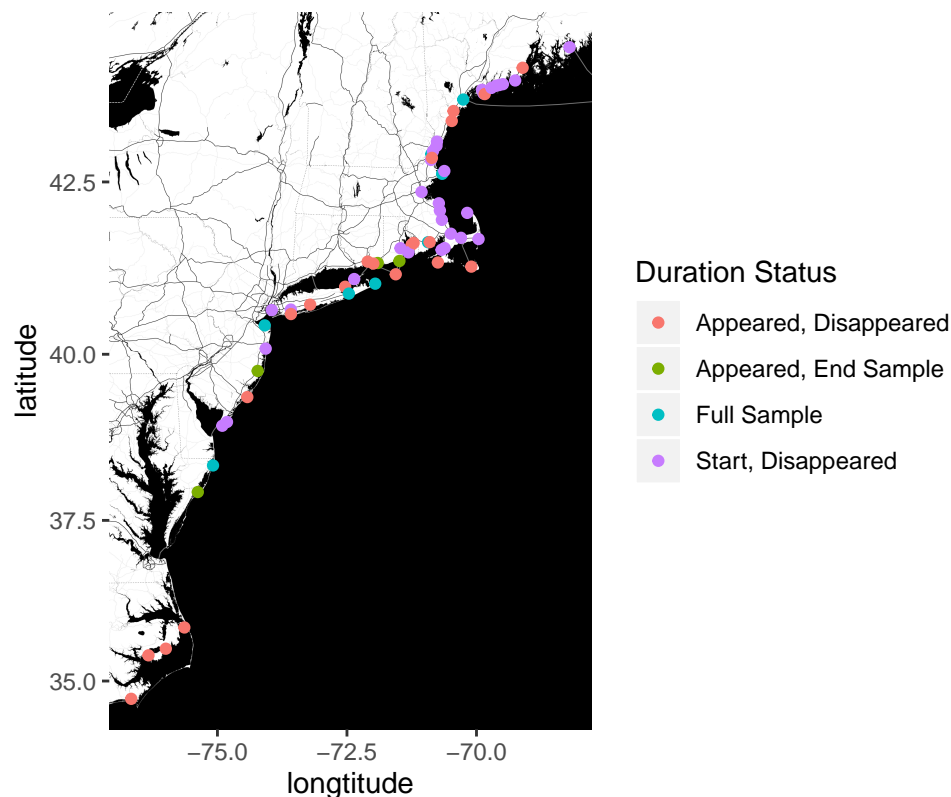 42.5
40.0
37.5
35.0
latitude
−75.0
−72.5
−70.0
longtitude
Duration Status
Appeared, Disappeared
Appeared, End Sample
Full Sample
Start, Disappeared